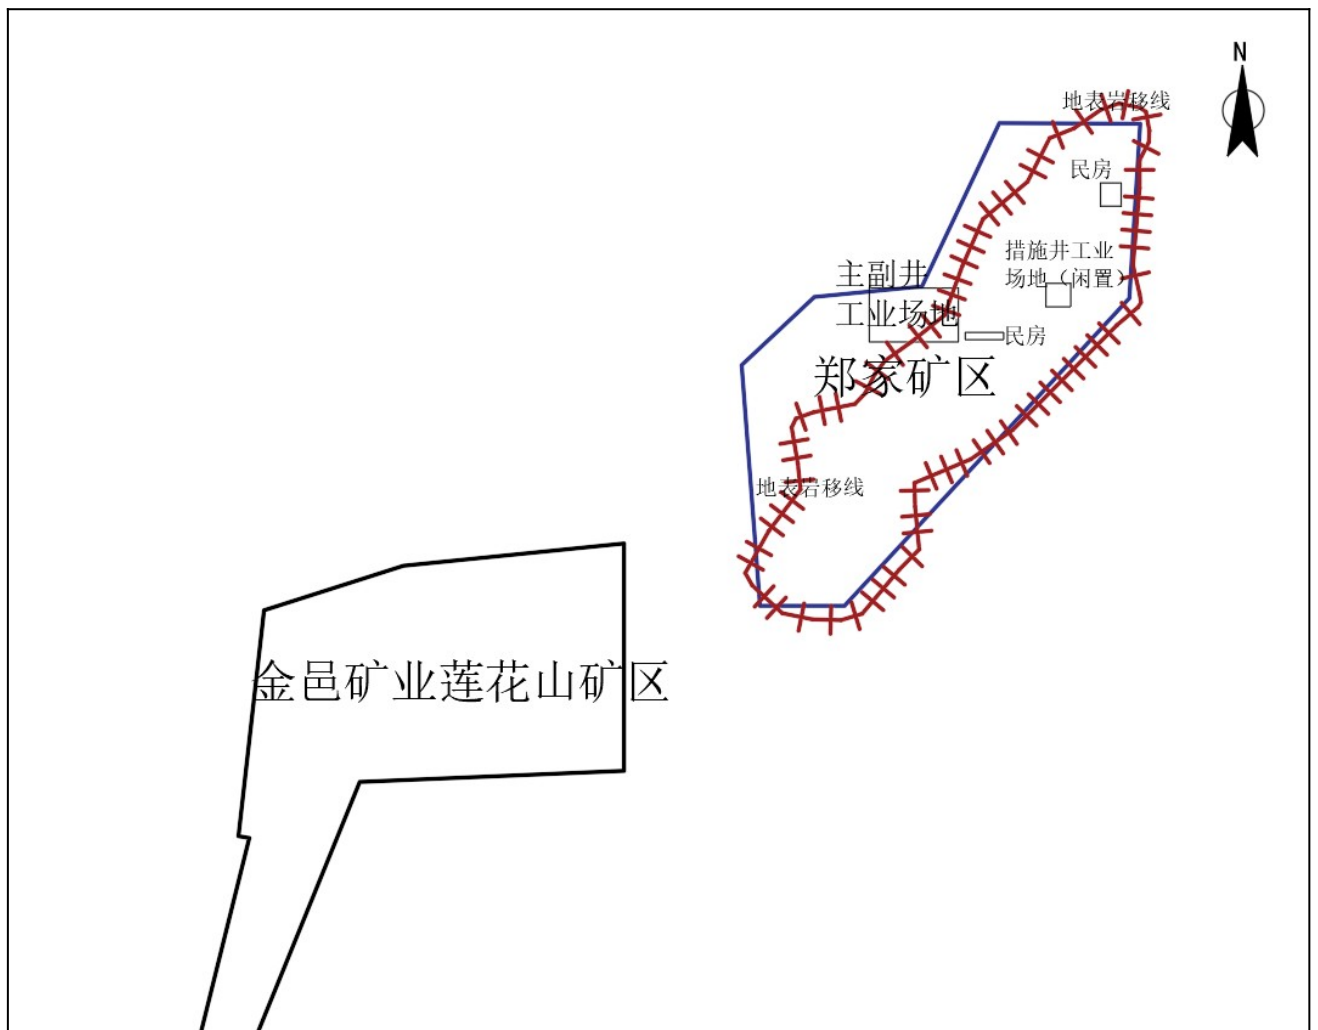 N
地表岩移线
民房
措施井工业
场地（闲置）
主副井
工业场地
民房
郑家矿区
地表岩移线
金邑矿业莲花山矿区